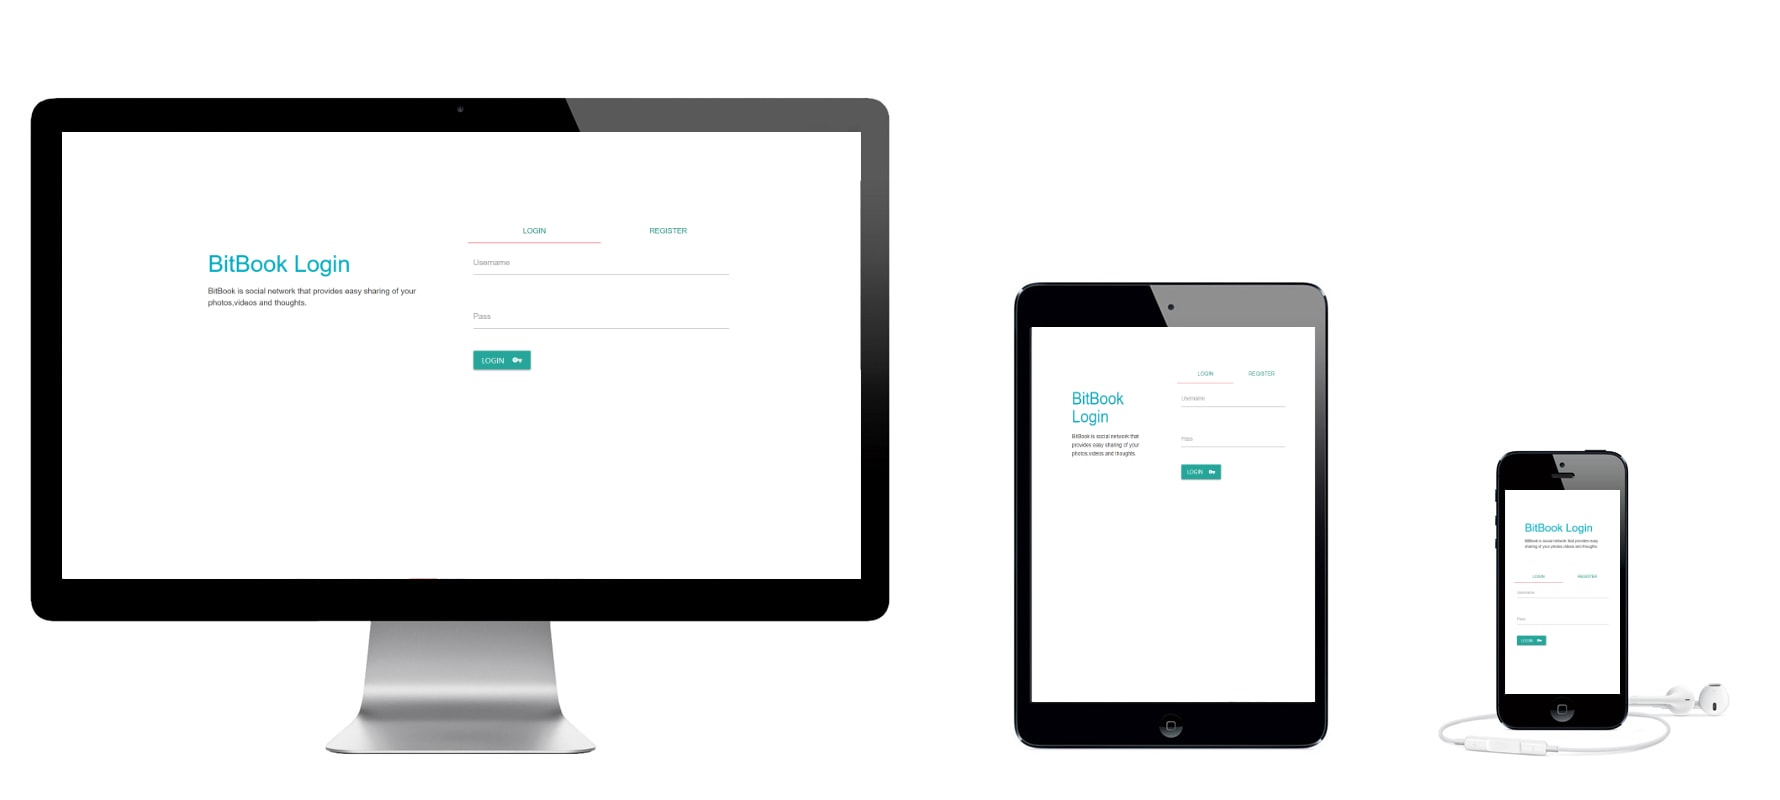 LOGIN REGISTER
BitBook Login
BitBook is social network that provides easy sharing of your
photos,videos and thoughts.
Username
Pass
LOGIN
LOGIN REGISTER
BitBook
Login
BitBook is social network that
provides easy sharing of your
photos,videos and thoughts.
Username
Pass
LOGIN
BitBook Login
BitBook is social network that provides easy
sharing of your photos,videos and thoughts.
LOGIN REGISTER
Username
Pass
LOGIN